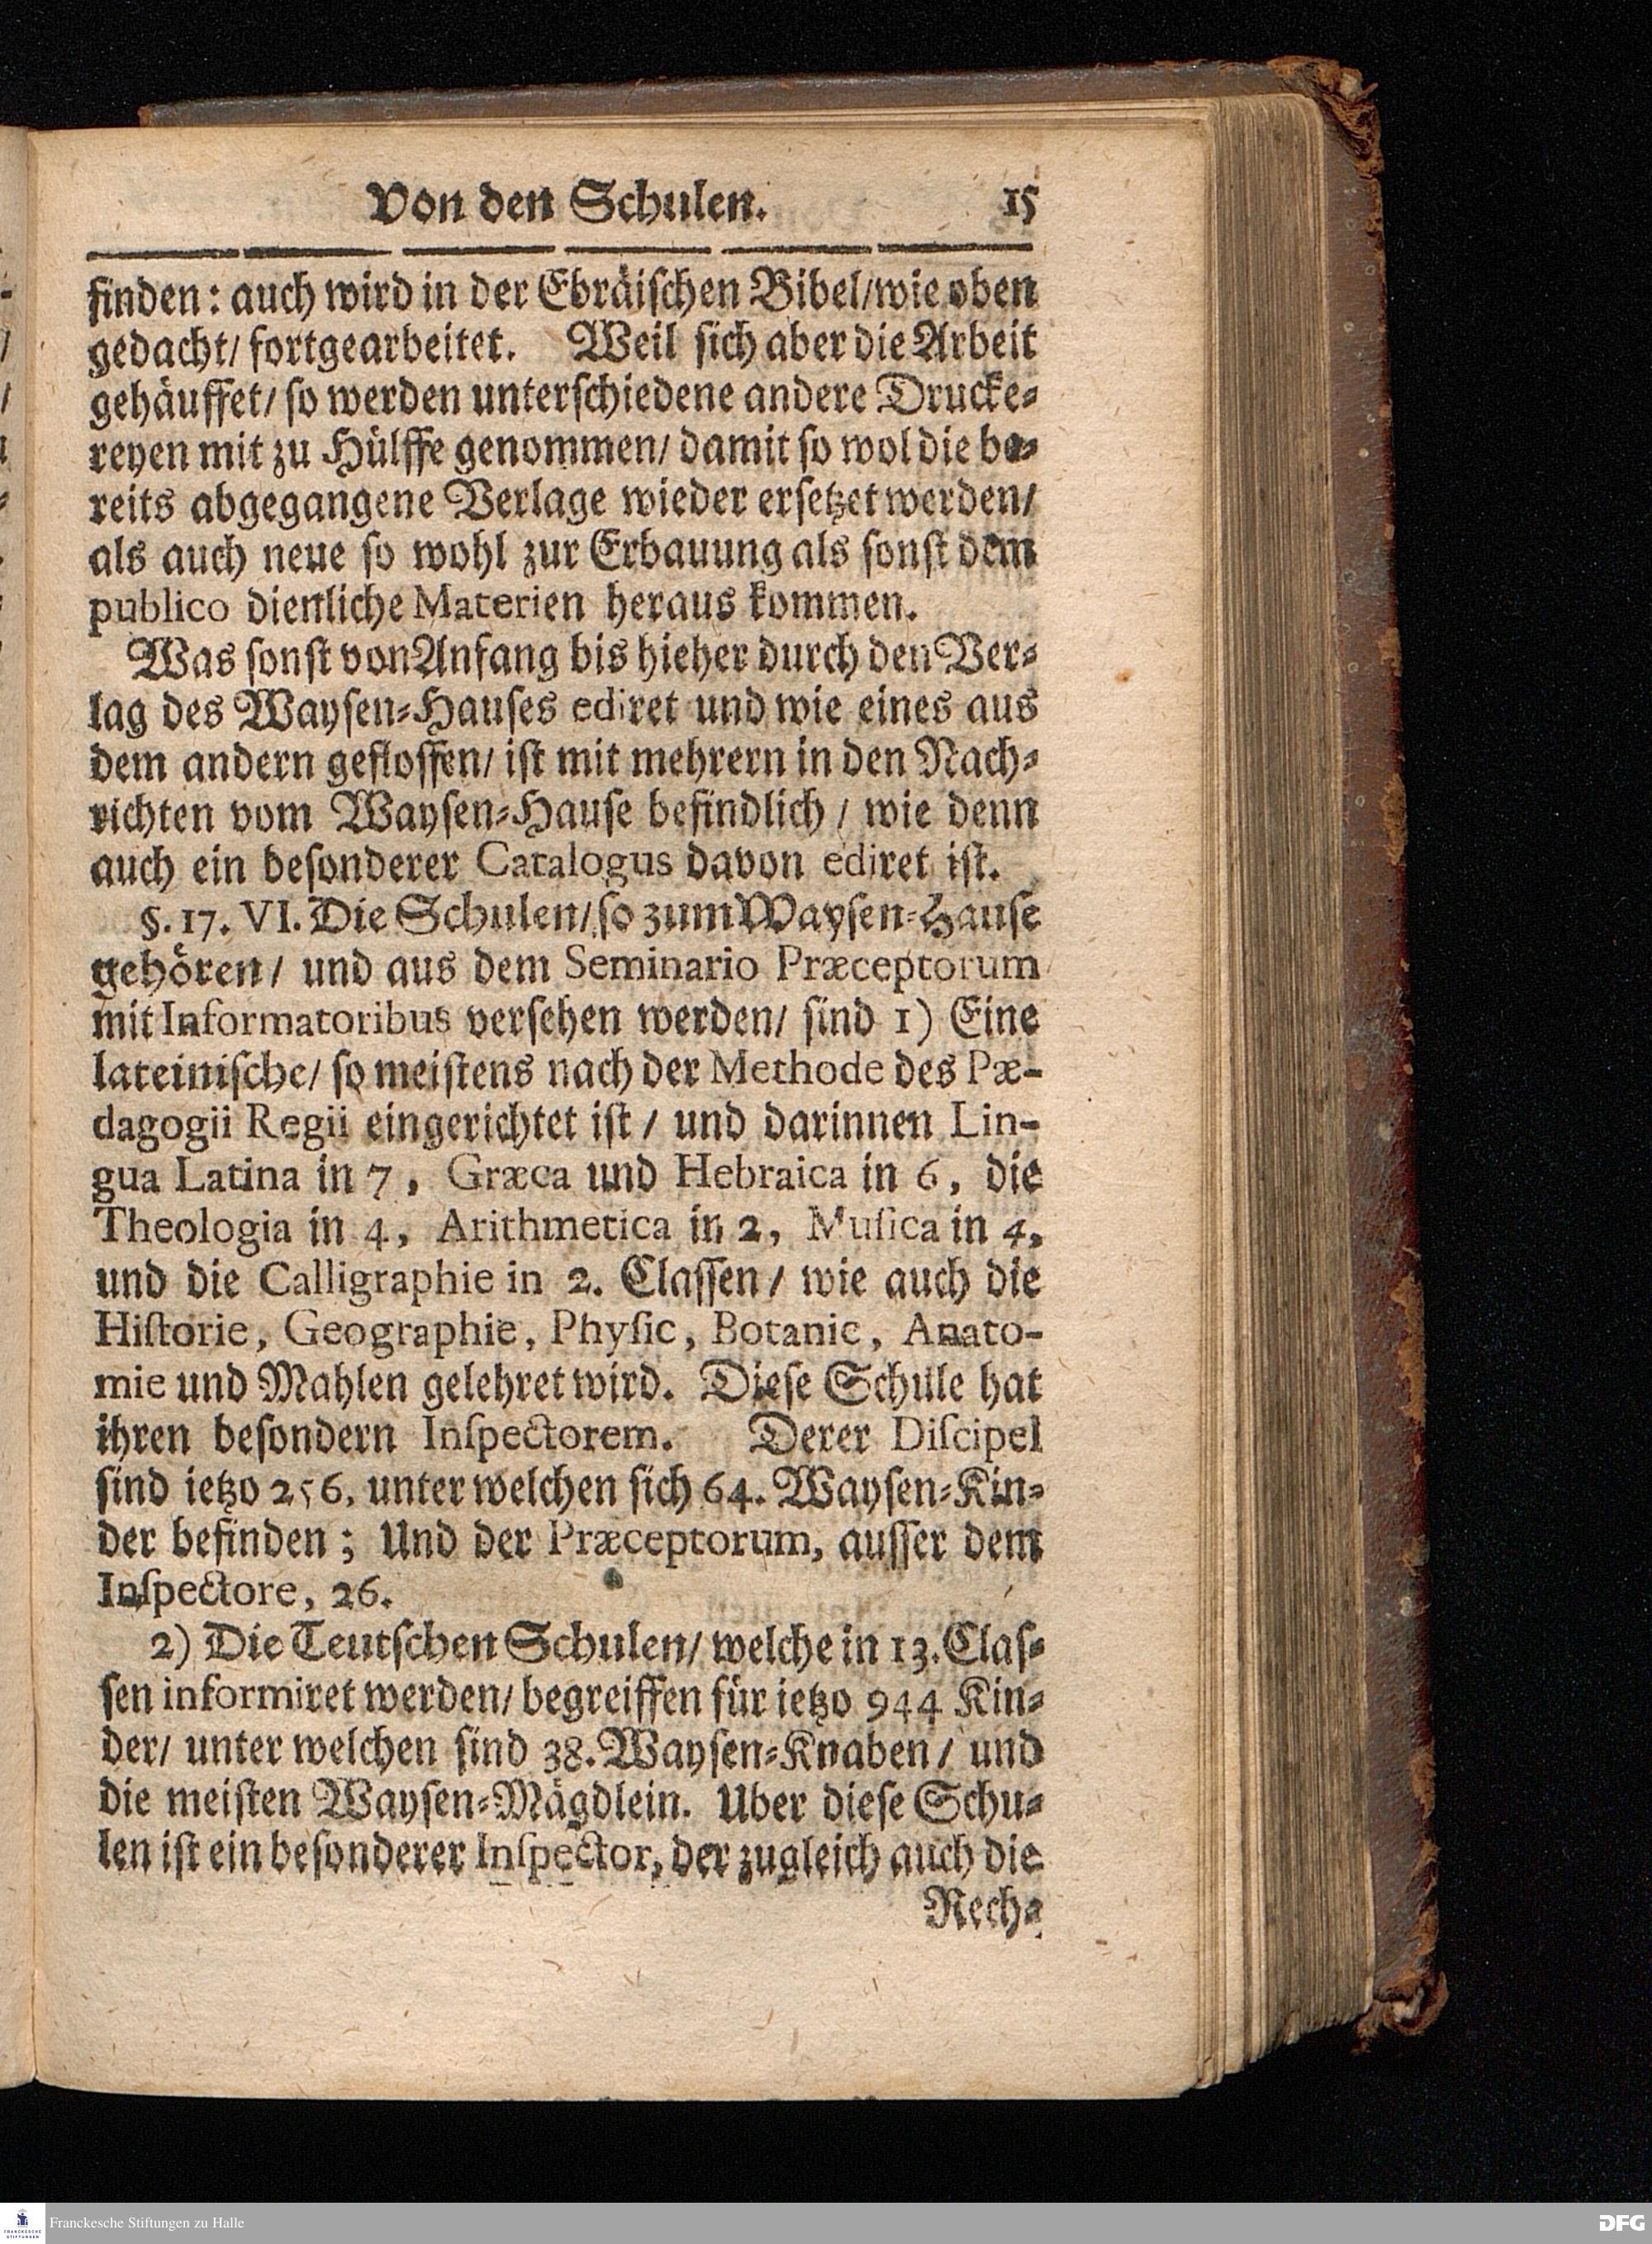 Von den Schulen. 15
finden: auch wird in der Ebräischen Bibel/wie oben
gedacht/ fortgearbeitet. Weil sich aber die Arbeit
gehäuffet/ so werden unterschiedene andere Drucke-
reyen mit zu Hülffe genommen/ damit so wol die be-
reits abgegangene Verlage wieder ersetzet werden/
als auch neue so wohl zur Erbauung als sonst dem
publico dienliche Materien heraus kommen.
Was sonst von Anfang bis hieher durch den Ver-
lag des Waysen-Hauses ediret und wie eines aus
dem andern geflossen/ ist mit mehrern in den Nach-
richten vom Waysen-Hause befindlich / wie denn
auch ein besonderer Catalogus davon ediret ist.
§. 17. VI. Die Schulen/ so zum Waysen-Hause
gehören/ und aus dem Seminario Præceptorum
mit Informatoribus versehen werden/ sind 1) Eine
lateinische/ so meistens nach der Methode des Pæ-
dagogii Regii eingerichtet ist / und darinnen Lin-
gua Latina in 7, Græca und Hebraica in 6, die
Theologia in 4, Arithmetica in 2, Musica in 4,
und die Calligraphie in 2. Classen / wie auch die
Historie, Geographie, Physic, Botanic, Anato-
mie und Mahlen gelehret wird. Diese Schule hat
ihren besondern Inspectorem. Derer Discipel
sind ietzo 256, unter welchen sich 64. Waysen-Kin-
der befinden; Und der Præceptorum, ausser dem
Inspectore, 26.
2) Die Teutschen Schulen/ welche in 13. Clas-
sen informiret werden/ begreiffen für ietzo 944 Kin-
der/ unter welchen sind 38. Waysen-Knaben / und
die meisten Waysen-Mägdlein. Uber diese Schu-
len ist ein besonderer Inspector, der zugleich auch die
Rech-
FRANCKESCHE STIFTUNGEN
Franckesche Stiftungen zu Halle
DFG